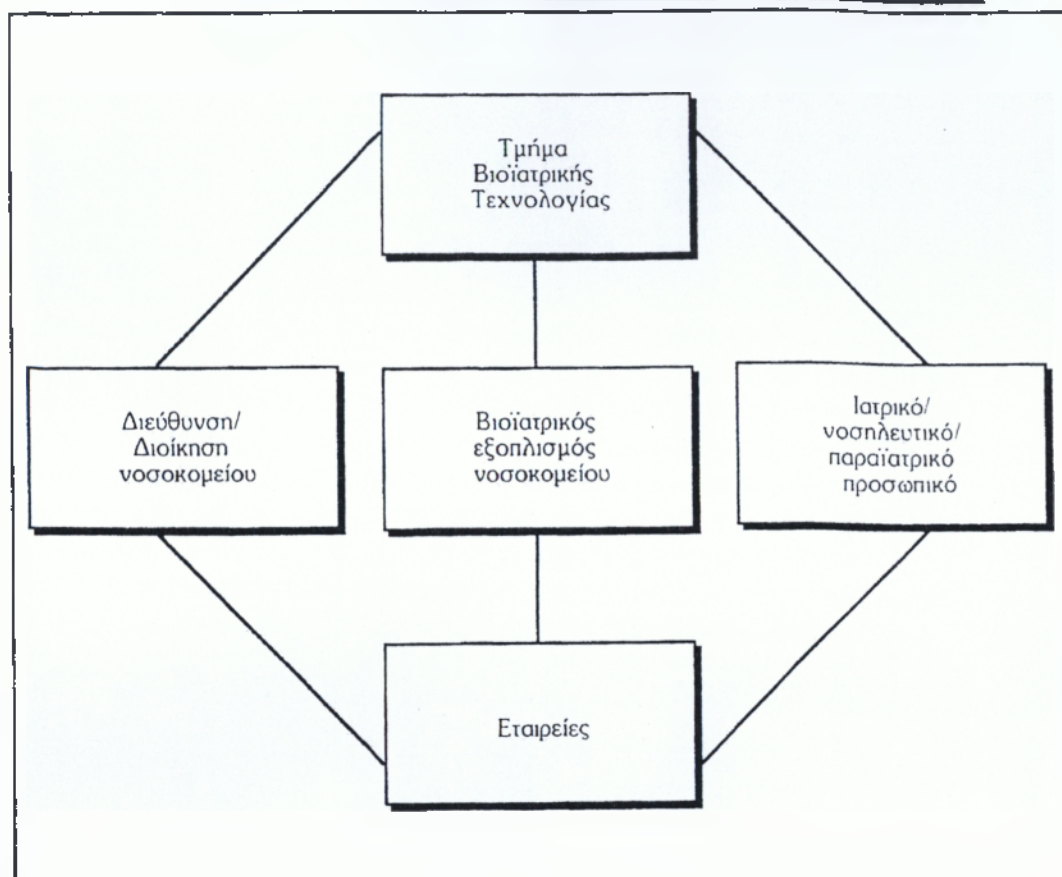 Τμήμα
Βιοϊατρικής
Τεχνολογίας
Διεύθυνση/
Διοίκηση
νοσοκομείου
Βιοϊατρικός
εξοπλισμός
νοσοκομείου
Ιατρικό/
νοσηλευτικό/
παραϊατρικό
προσωπικό
Εταιρείες